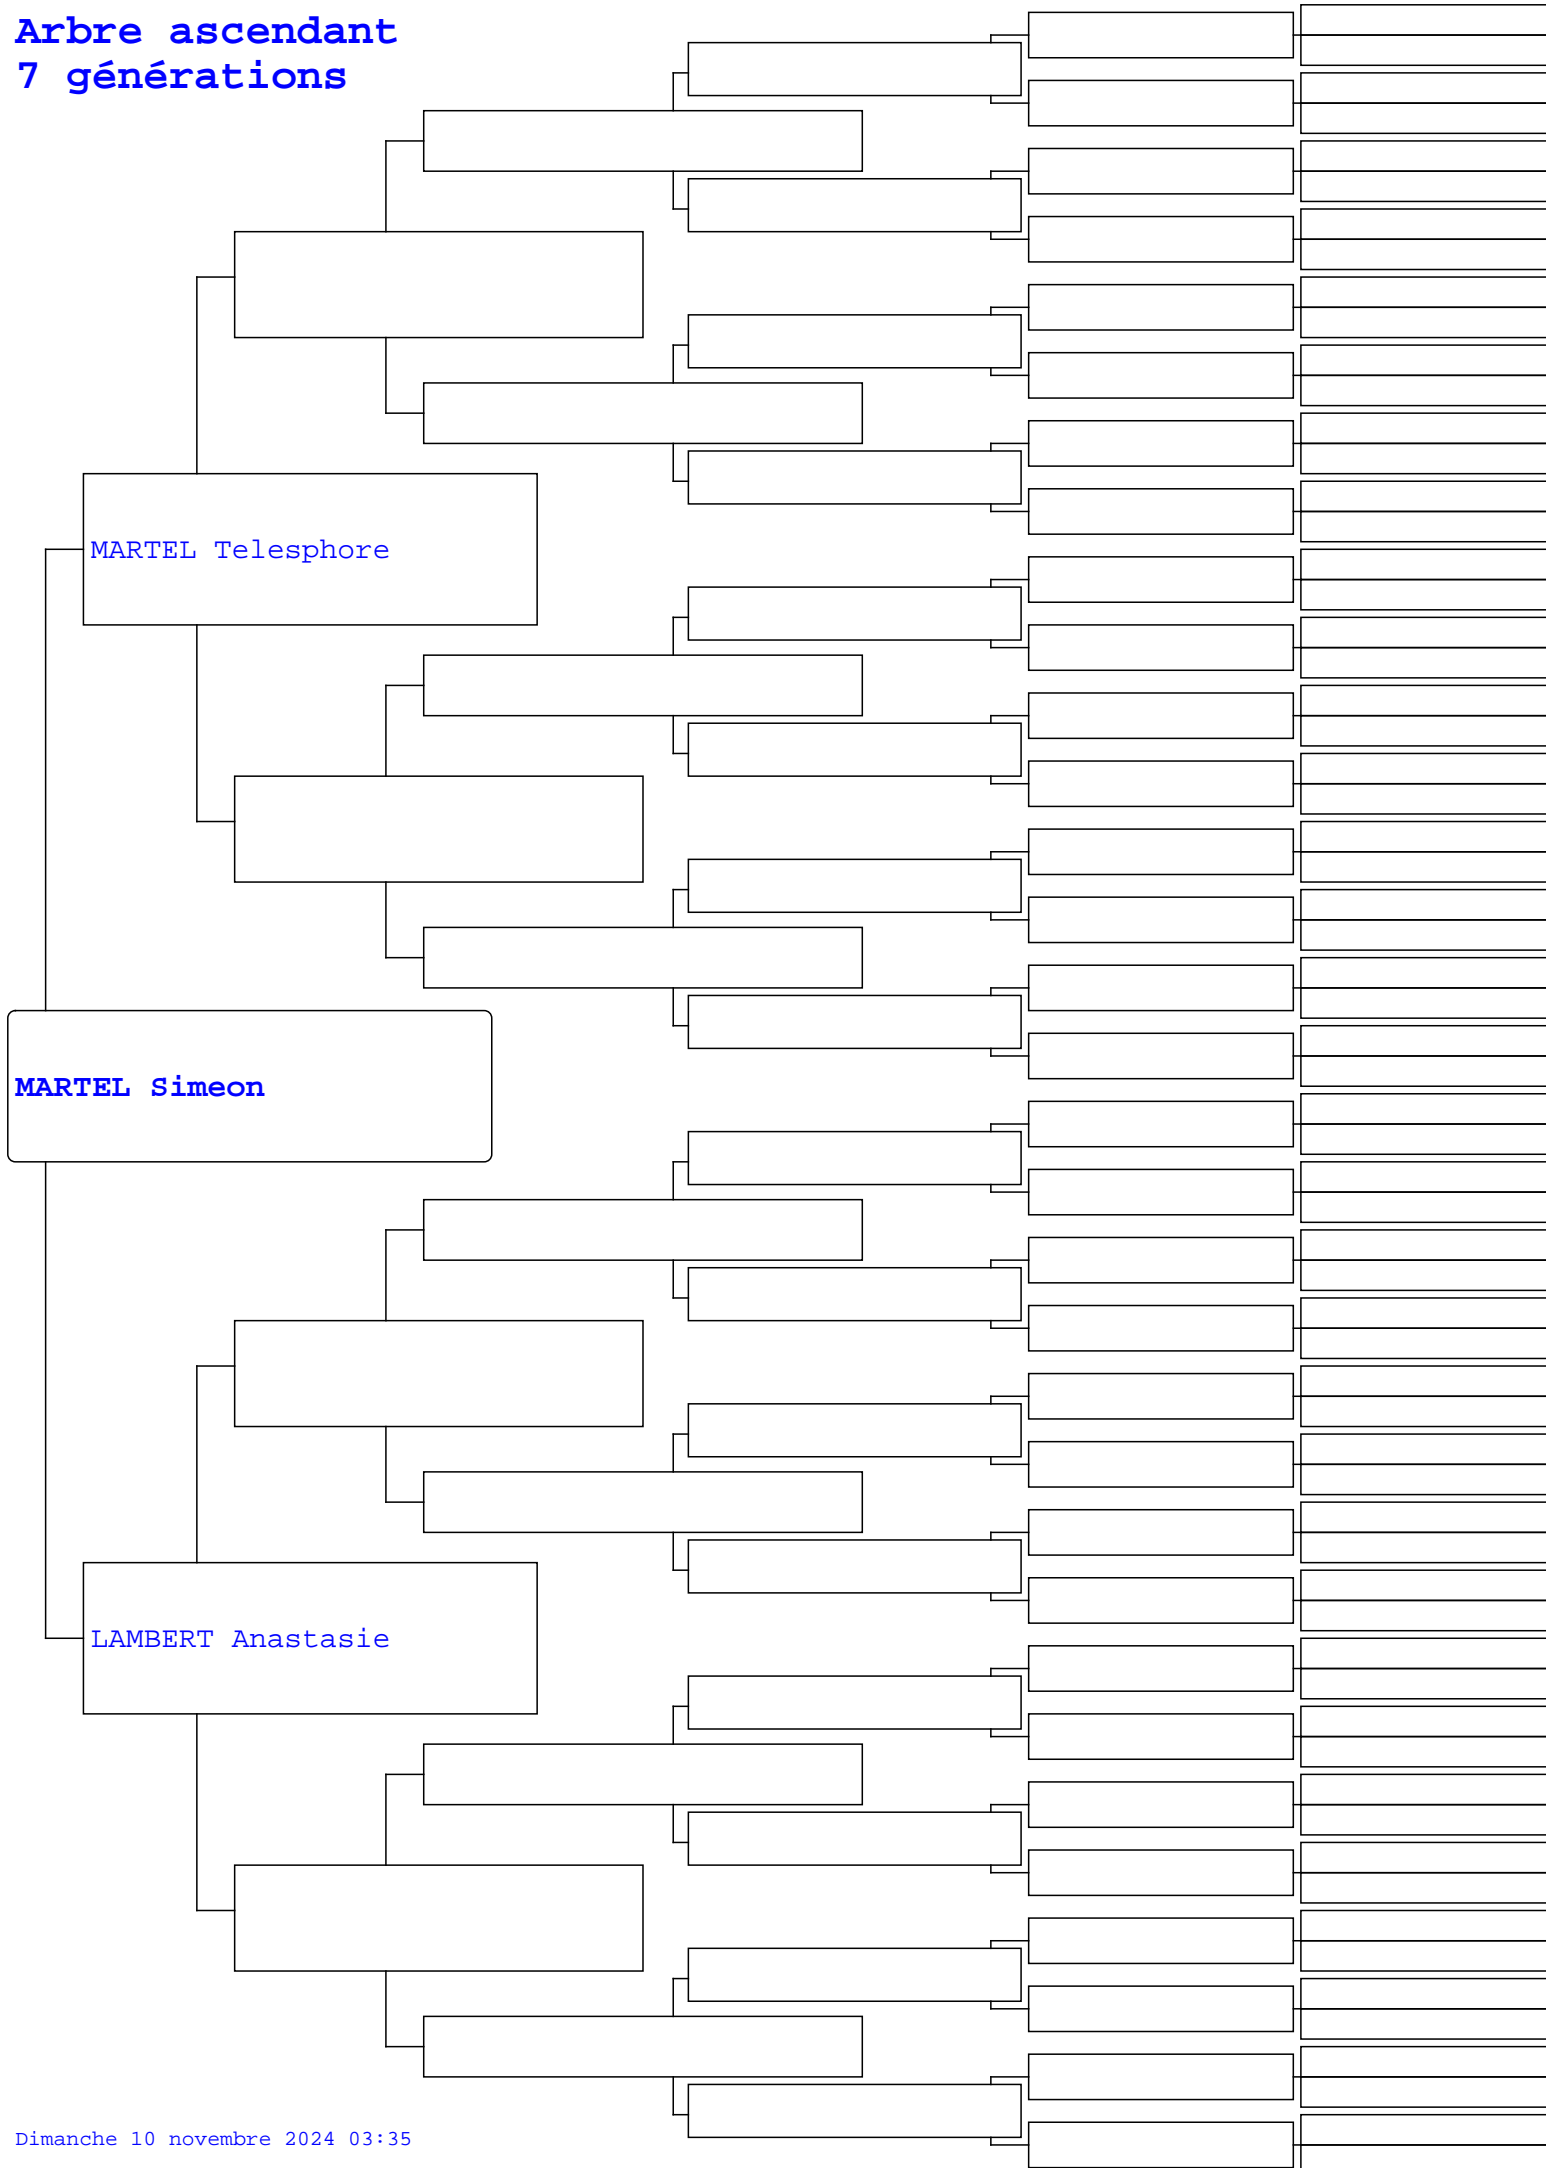 Arbre ascendant
7 générations
MARTEL Telesphore
MARTEL Simeon
LAMBERT Anastasie
Dimanche 10 novembre 2024 03:35